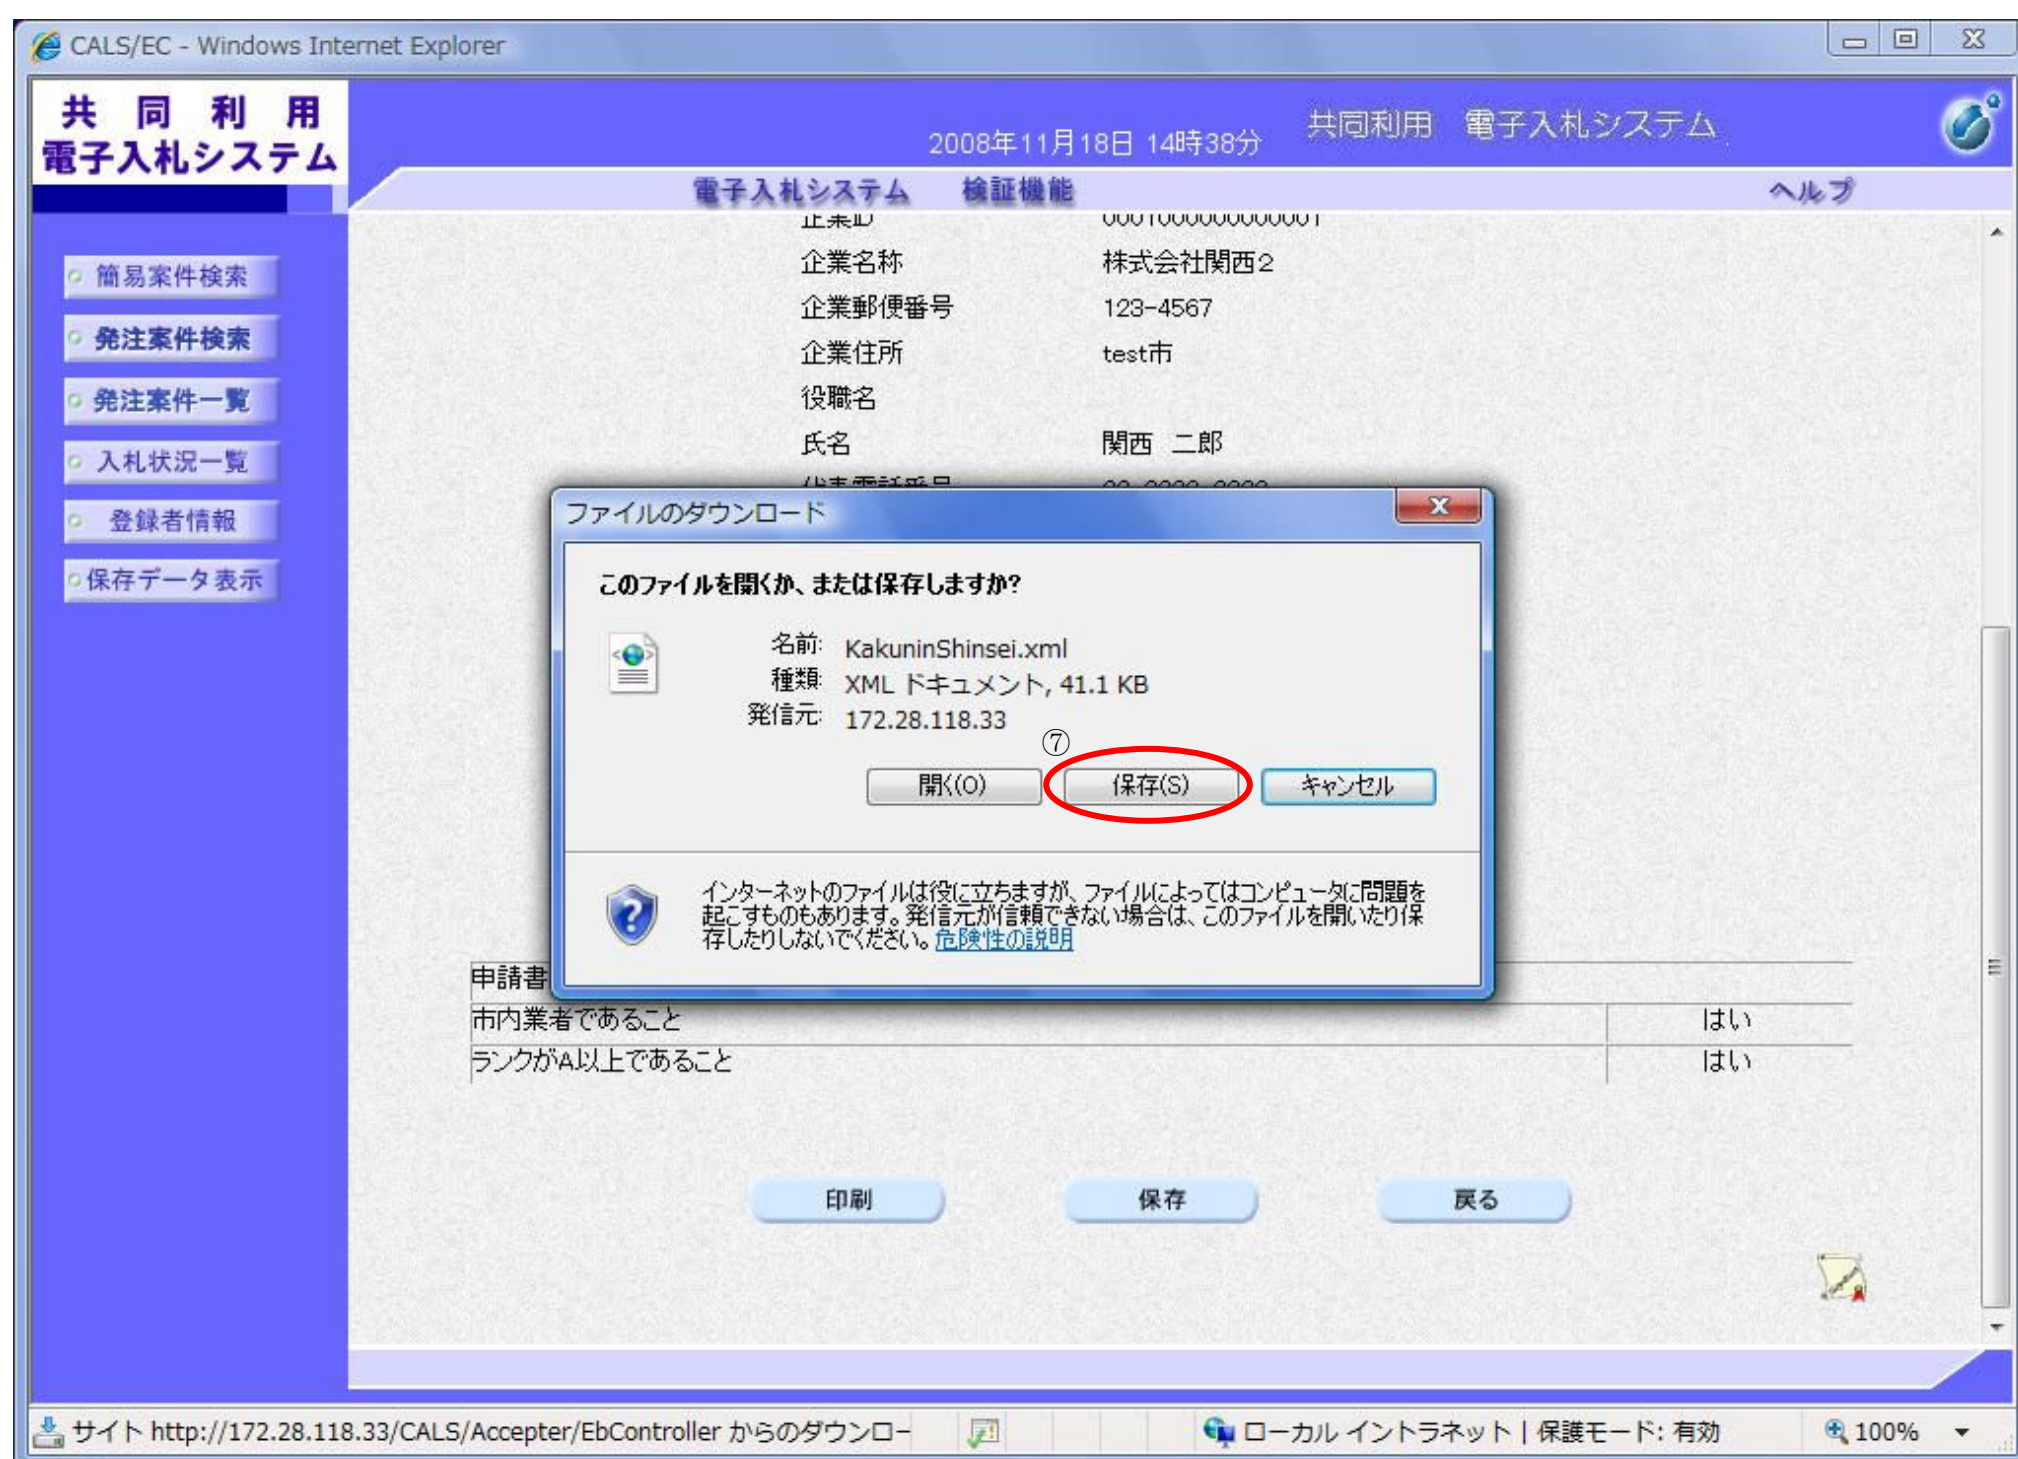 CALS/EC - Windows Internet Explorer
共同利用
電子入札システム
2008年11月18日 14時38分
共同利用 電子入札システム
電子入札システム 検証機能 ヘルプ
簡易案件検索
発注案件検索
発注案件一覧
入札状況一覧
登録者情報
保存データ表示
企業ID 0001000000000001
企業名称 株式会社関西2
企業郵便番号 123-4567
企業住所 test市
役職名
氏名 関西 二郎
代表電話番号
ファイルのダウンロード
このファイルを開くか、または保存しますか?
名前: KakuninShinsei.xml
種類: XML ドキュメント, 41.1 KB
発信元: 172.28.118.33
⑦
開く(O) 保存(S) キャンセル
インターネットのファイルは役に立ちますが、ファイルによってはコンピュータに問題を
起こすものもあります。発信元が信頼できない場合は、このファイルを開いたり保
存したりしないでください。危険性の説明
申請書
市内業者であること はい
ランクがA以上であること はい
印刷 保存 戻る
サイト http://172.28.118.33/CALS/Accepter/EbController からのダウンロー
ローカル イントラネット | 保護モード: 有効
100%